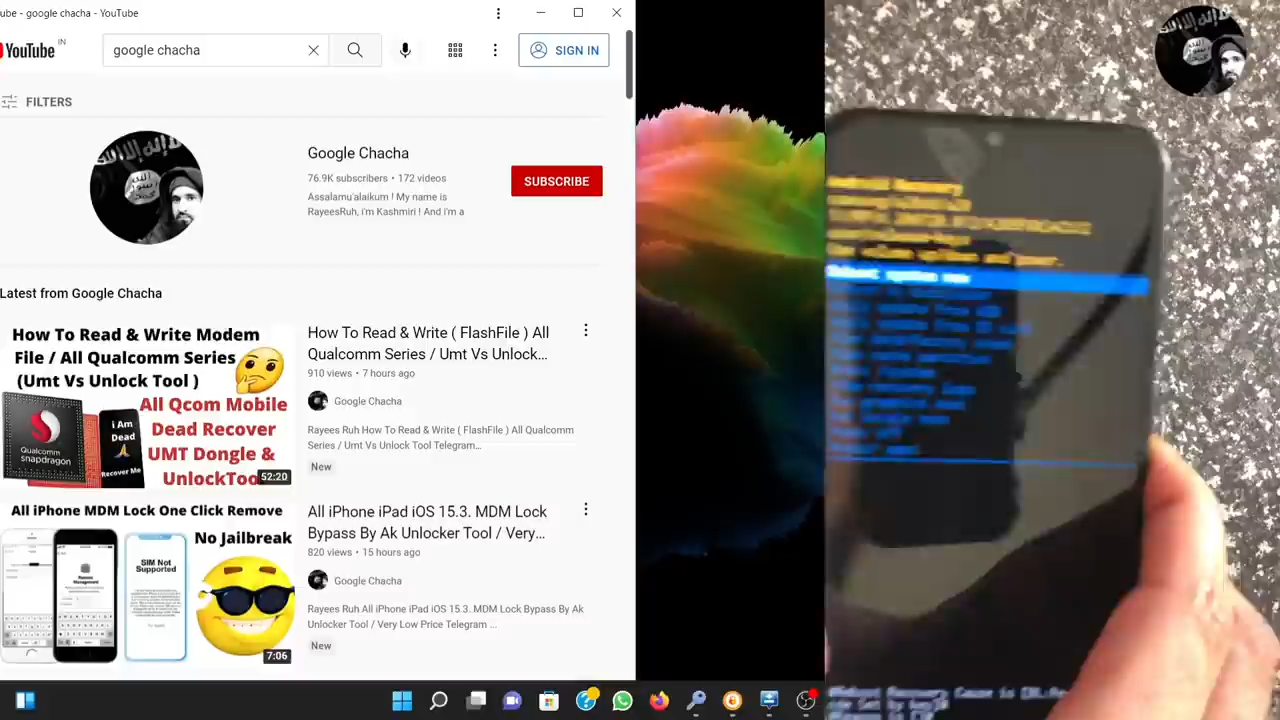 ube - google chacha - YouTube
YouTube
IN
google chacha
SIGN IN
FILTERS
Google Chacha
76.9K subscribers • 172 videos
SUBSCRIBE
Assalamu'alaikum ! My name is
RayeesRuh, i'm Kashmiri ! And i'm a
Latest from Google Chacha
How To Read & Write Modem
File / All Qualcomm Series
(Umt Vs Unlock Tool )
All Qcom Mobile
Dead Recover
UMT Dongle &
UnlockToo
Qualcomm
snapdragon
i Am
Dead
Recover Me
52:20
How To Read & Write ( FlashFile ) All
Qualcomm Series / Umt Vs Unlock...
910 views • 7 hours ago
Google Chacha
Rayees Ruh How To Read & Write ( FlashFile ) All Qualcomm
Series / Umt Vs Unlock Tool Telegram...
New
All iPhone MDM Lock One Click Remove
No Jailbreak
SIM Not
Supported
7:06
All iPhone iPad iOS 15.3. MDM Lock
Bypass By Ak Unlocker Tool / Very...
820 views • 15 hours ago
Google Chacha
Rayees Ruh All iPhone iPad iOS 15.3. MDM Lock Bypass By Ak
Unlocker Tool / Very Low Price Telegram ...
New
Reboot system now